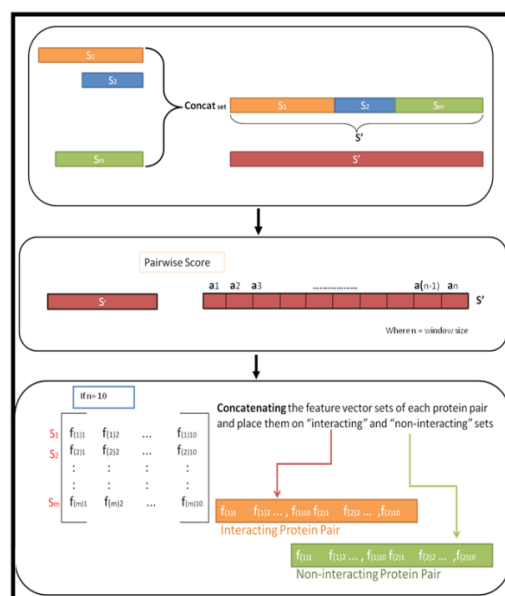 S1
S2
Sm
Concat set
S1 S2 Sm
S'
S'
Pairwise Score
a1 a2 a3 .................... a(n-1) an
S'
Where n = window size
If n= 10
S1 f(1)1 f(1)2 ... f(1)10
S2 f(2)1 f(2)2 ... f(2)10
: : : :
: : : :
Sm f(m)1 f(m)2 ... f(m)10
Concatenating the feature vector sets of each protein pair
and place them on “interacting” and “non-interacting” sets
f(1)1 f(1)2 ... , f(1)10 f(2)1 f(2)2 ... ,f(2)10
Interacting Protein Pair
f(1)1 f(1)2 ... , f(1)10 f(2)1 f(2)2 ... ,f(2)10
Non-interacting Protein Pair